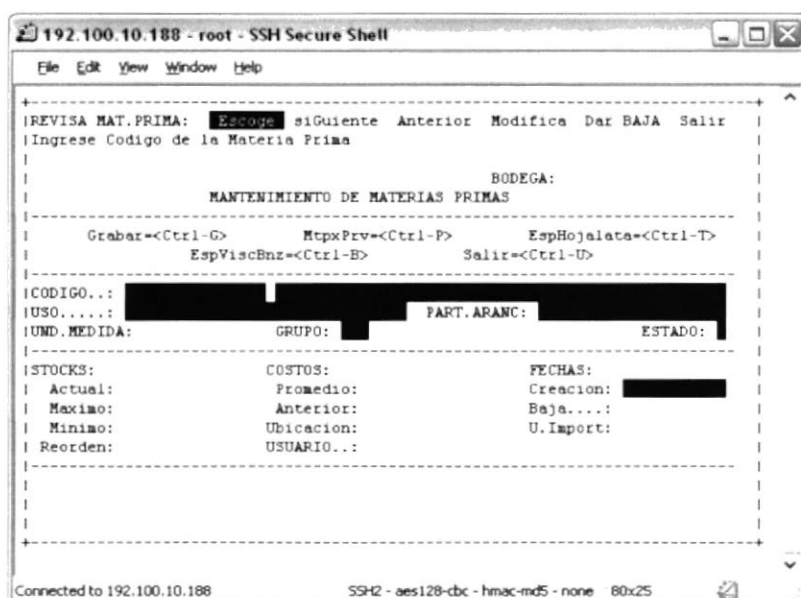 192.100.10.188 - root - SSH Secure Shell
File Edit View Window Help
REVISA MAT.PRIMA: Escoge siGuiente Anterior Modifica Dar BAJA Salir
Ingrese Codigo de la Materia Prima
BODEGA:
MANTENIMIENTO DE MATERIAS PRIMAS
Grabar=<Ctrl-G> MtpxPrv=<Ctrl-P> EspHojalata=<Ctrl-T>
EspViscBnz=<Ctrl-B> Salir=<Ctrl-U>
CODIGO..:
USO.....: PART.ARANC:
UND.MEDIDA: GRUPO: ESTADO:
STOCKS: COSTOS: FECHAS:
Actual: Promedio: Creacion:
Maximo: Anterior: Baja....:
Minimo: Ubicacion: U.Import:
Reorden: USUARIO..:
Connected to 192.100.10.188 SSH2 - aes128-cbc - hmac-md5 - none 80x25